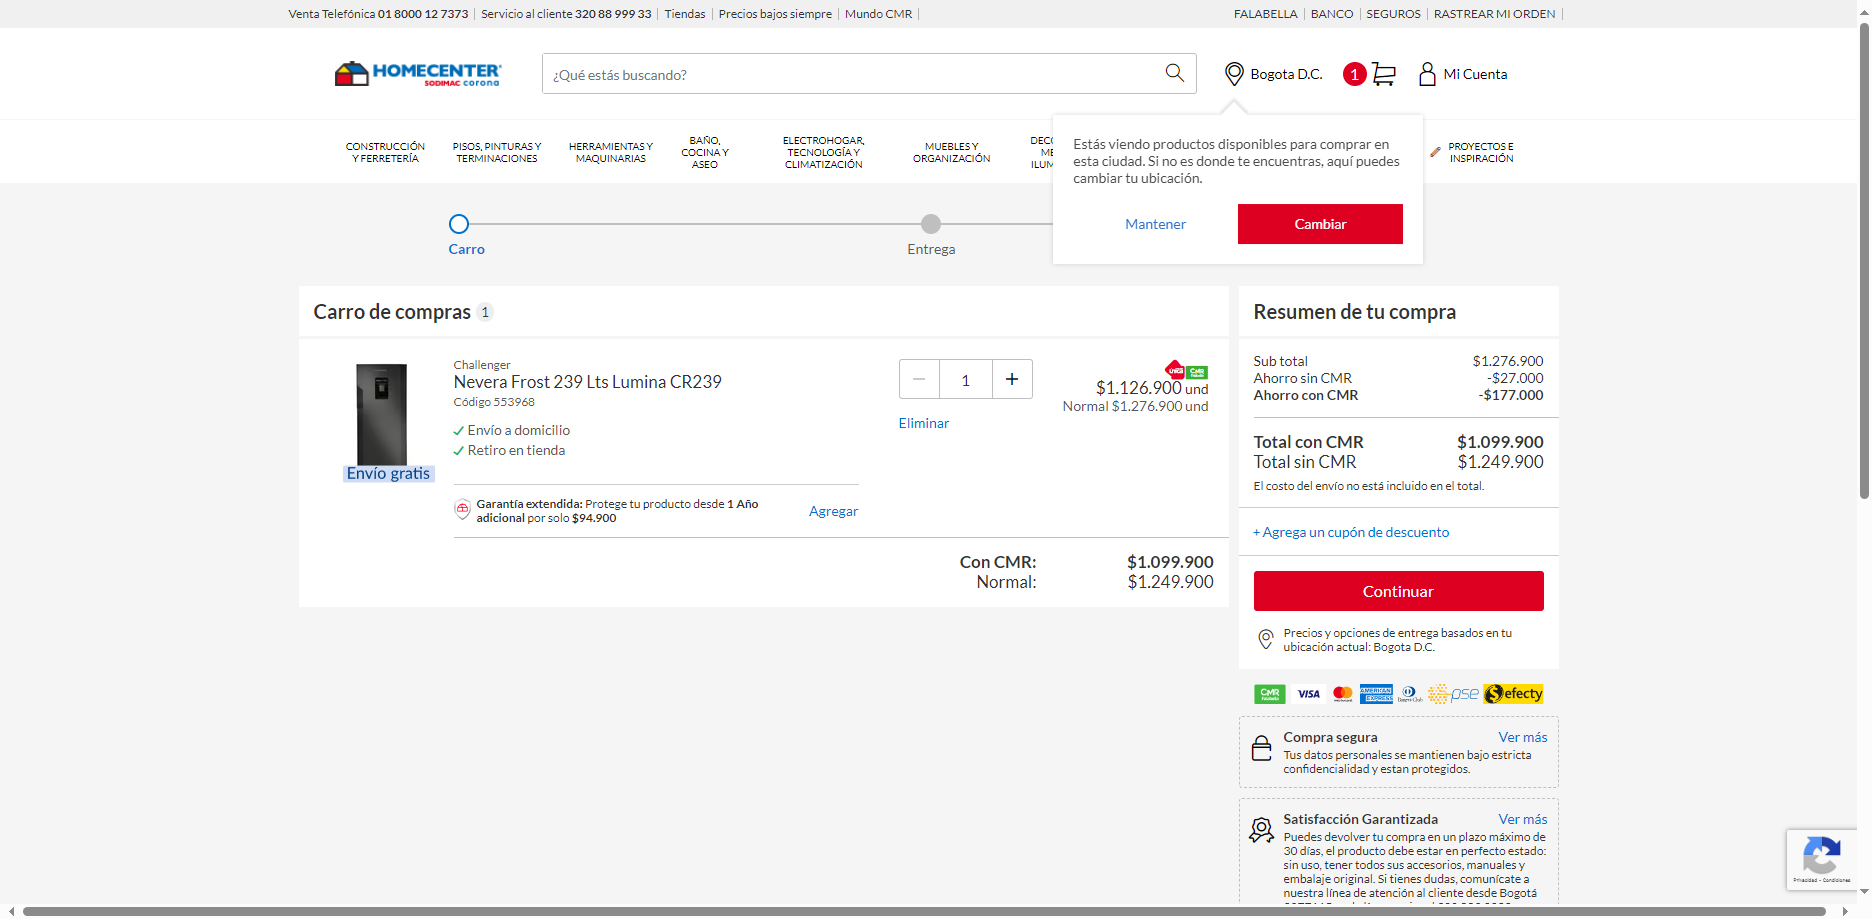 Venta Telefónica 01 8000 12 7373
Servicio al cliente 320 88 999 33
Tiendas
Precios bajos siempre
Mundo CMR
FALABELLA
BANCO
SEGUROS
RASTREAR MI ORDEN
HOMECENTER
SODIMAC corona
¿Qué estás buscando?
Bogota D.C.
1
Mi Cuenta
CONSTRUCCIÓN
Y FERRETERÍA
PISOS, PINTURAS Y
TERMINACIONES
HERRAMIENTAS Y
MAQUINARIAS
BAÑO,
COCINA Y
ASEO
ELECTROHOGAR,
TECNOLOGÍA Y
CLIMATIZACIÓN
MUEBLES Y
ORGANIZACIÓN
PROYECTOS E
INSPIRACIÓN
Estás viendo productos disponibles para comprar en
esta ciudad. Si no es donde te encuentras, aquí puedes
cambiar tu ubicación.
Mantener
Cambiar
Carro
Entrega
Carro de compras 1
Challenger
Nevera Frost 239 Lts Lumina CR239
Código 553968
Envío a domicilio
Retiro en tienda
Envío gratis
1
Eliminar
CMR
$1.126.900 und
Normal $1.276.900 und
Garantía extendida: Protege tu producto desde 1 Año
adicional por solo $94.900
Agregar
Con CMR: $1.099.900
Normal: $1.249.900
Resumen de tu compra
Sub total $1.276.900
Ahorro sin CMR -$27.000
Ahorro con CMR -$177.000
Total con CMR $1.099.900
Total sin CMR $1.249.900
El costo del envío no está incluido en el total.
+ Agrega un cupón de descuento
Continuar
Precios y opciones de entrega basados en tu
ubicación actual: Bogota D.C.
CMR
VISA
AMERICAN EXPRESS
Diners Club
pse
efecty
Compra segura
Ver más
Tus datos personales se mantienen bajo estricta
confidencialidad y estan protegidos.
Satisfacción Garantizada
Ver más
Puedes devolver tu compra en un plazo máximo de
30 días, el producto debe estar en perfecto estado:
sin uso, tener todos sus accesorios, manuales y
embalaje original. Si tienes dudas, comunícate a
nuestra línea de atención al cliente desde Bogotá
Privacidad - Condiciones